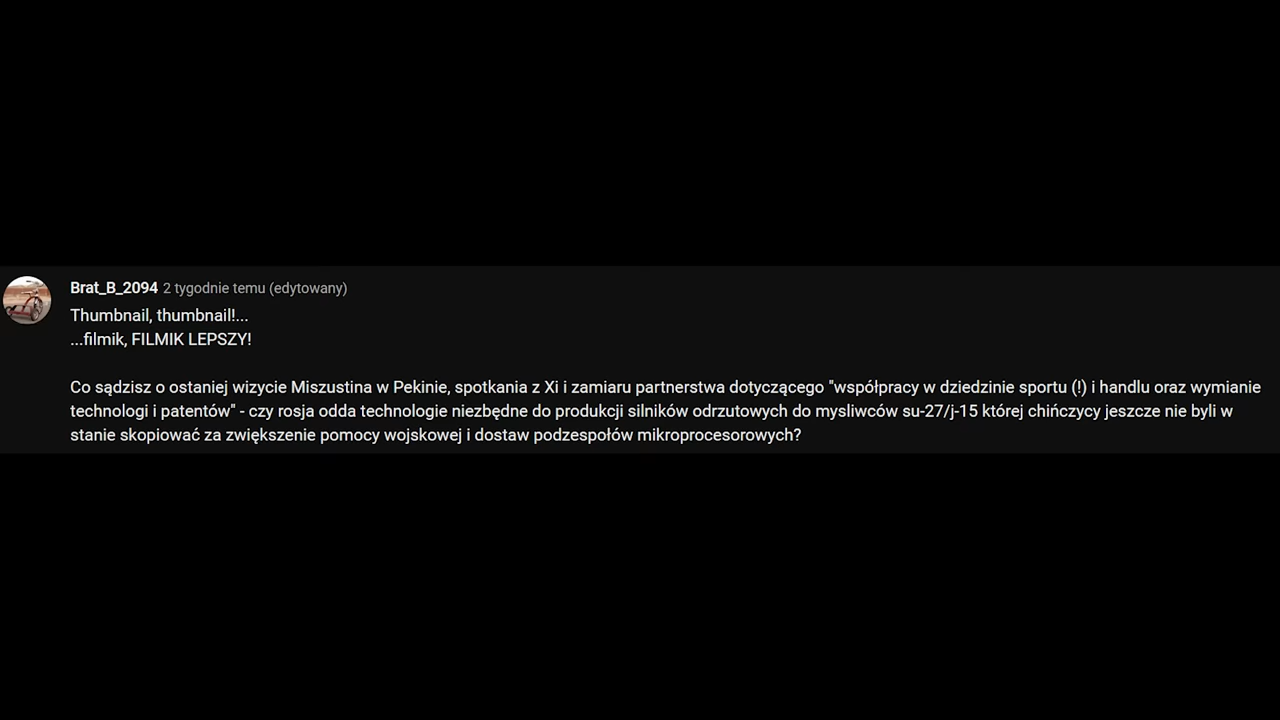 Brat_B_2094 2 tygodnie temu (edytowany)
Thumbnail, thumbnail!...
...filmik, FILMIK LEPSZY!
Co sądzisz o ostaniej wizycie Miszustina w Pekinie, spotkania z Xi i zamiaru partnerstwa dotyczącego "współpracy w dziedzinie sportu (!) i handlu oraz wymianie
technologi i patentów" - czy rosja odda technologie niezbędne do produkcji silników odrzutowych do mysliwców su-27/j-15 której chińczycy jeszcze nie byli w
stanie skopiować za zwiększenie pomocy wojskowej i dostaw podzespołów mikroprocesorowych?